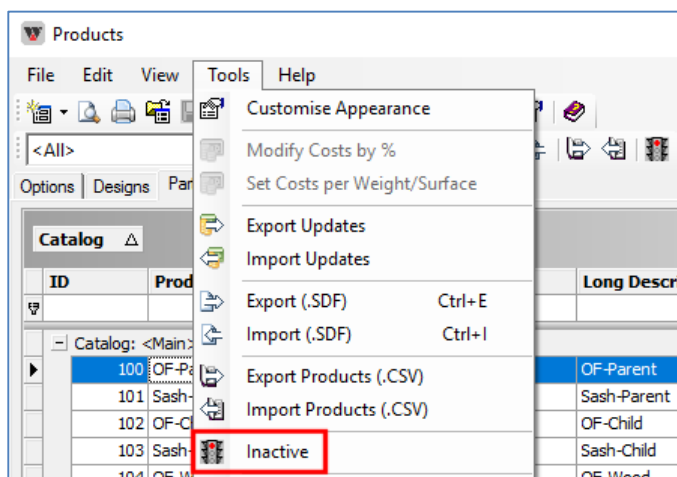 Products
File Edit View Tools Help
Customise Appearance
<All>
Modify Costs by %
Options Designs
Set Costs per Weight/Surface
Export Updates
Catalog
Import Updates
ID Long Descr
Export (.SDF) Ctrl+E
Import (.SDF) Ctrl+I
Catalog: <Main>
100 OF-Parent
Export Products (.CSV)
101 Sash-Parent
Import Products (.CSV)
102 OF-Child
Inactive
103 Sash-Child